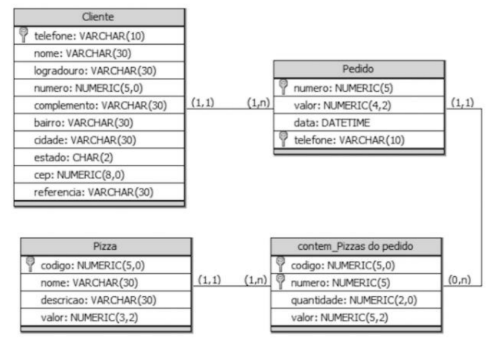 Cliente
telefone: VARCHAR(10)
nome: VARCHAR(30)
logradouro: VARCHAR(30)
numero: NUMERIC(5,0)
complemento: VARCHAR(30)
bairro: VARCHAR(30)
cidade: VARCHAR(30)
estado: CHAR(2)
cep: NUMERIC(8,0)
referencia: VARCHAR(30)
(1,1)
(1,n)
Pedido
numero: NUMERIC(5)
valor: NUMERIC(4,2)
data: DATETIME
telefone: VARCHAR(10)
(1,1)
Pizza
codigo: NUMERIC(5,0)
nome: VARCHAR(30)
descricao: VARCHAR(30)
valor: NUMERIC(3,2)
(1,1)
(1,n)
contem_Pizzas do pedido
codigo: NUMERIC(5,0)
numero: NUMERIC(5)
quantidade: NUMERIC(2,0)
valor: NUMERIC(5,2)
(0,n)